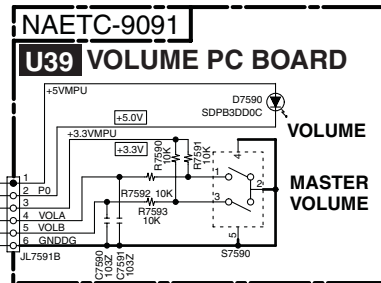 NAETC-9091
U39 VOLUME PC BOARD
+5VMPU
D7590
SDPB3DD0C
+5.0V
VOLUME
+3.3VMPU
+3.3V
R7590
10K
R7591
10K
4
1
1
2
P0
2
MASTER
VOLUME
3
R7592 10K
4
VOLA
3
R7593
10K
5
VOLB
6
GNDDG
5
JL7591B
C7590
103Z
C7591
103Z
S7590